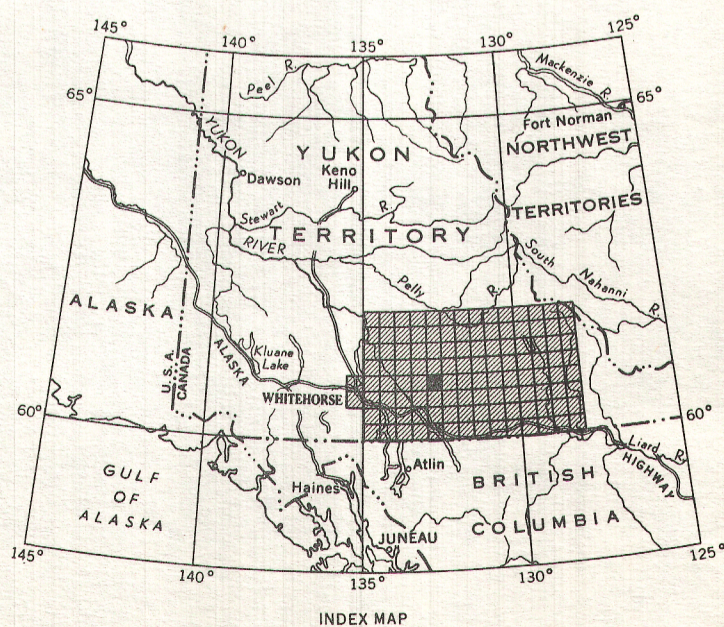 145°
140°
135°
130°
125°
Mackenzie R.
Peel R.
65°
65°
Fort Norman
NORTHWEST
YUKON
YUKON
Keno
Hill
Dawson
TERRITORIES
Stewart R.
TERRITORY
RIVER
South
Nahanni R.
Pelly R.
ALASKA
U.S.A.
CANADA
ALASKA
Kluane
Lake
WHITEHORSE
60°
60°
Liard R.
HIGHWAY
Atlin
BRITISH
GULF
OF
ALASKA
Haines
COLUMBIA
JUNEAU
145°
140°
135°
130°
125°
INDEX MAP